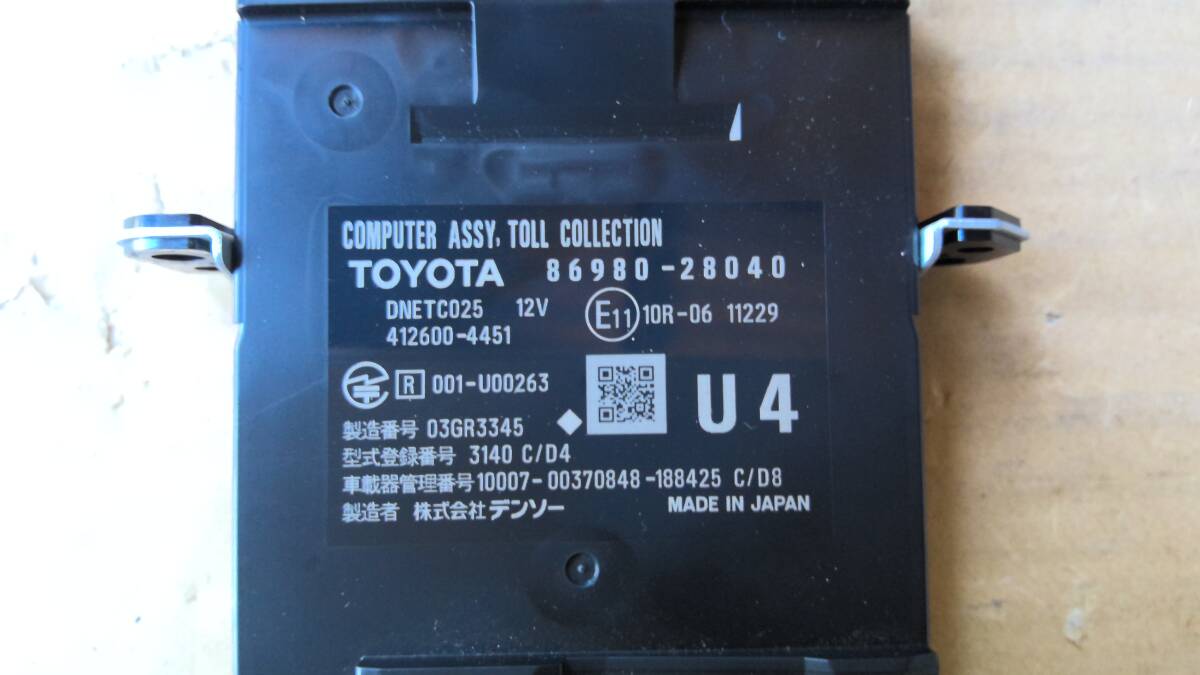 COMPUTER ASSY, TOLL COLLECTION
TOYOTA 86980-28040
DNETC025 12V E11 10R-06 11229
412600-4451
R 001-U00263
U4
製造番号 03GR3345
型式登録番号 3140 C/D4
車載器管理番号 10007-00370848-188425 C/D8
製造者 株式会社デンソー MADE IN JAPAN